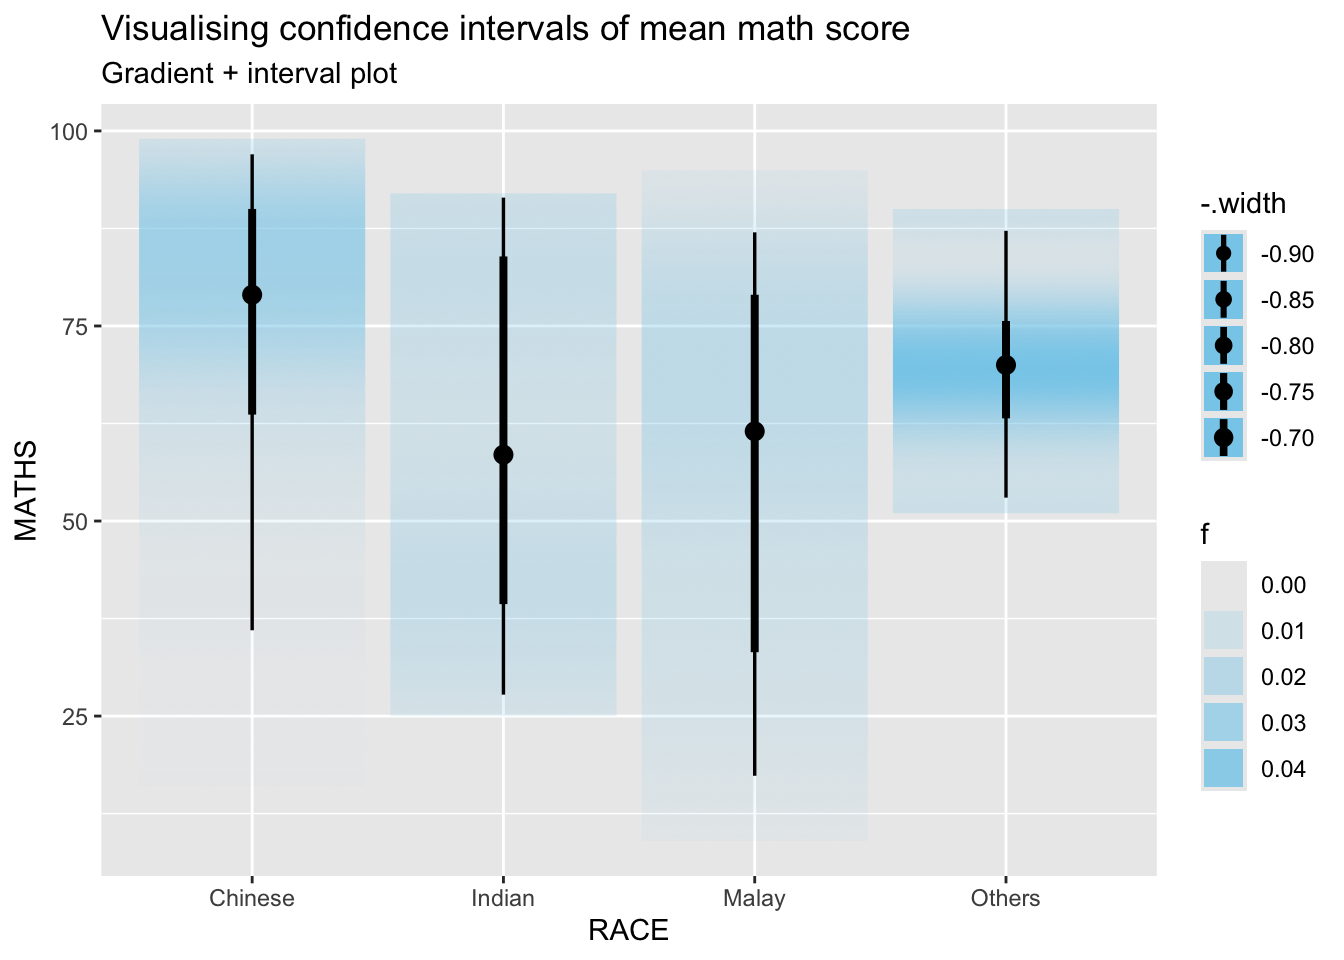 Visualising confidence intervals of mean math score
Gradient + interval plot
100
75
50
25
MATHS
Chinese
Indian
Malay
Others
RACE
-.width
-0.90
-0.85
-0.80
-0.75
-0.70
f
0.00
0.01
0.02
0.03
0.04